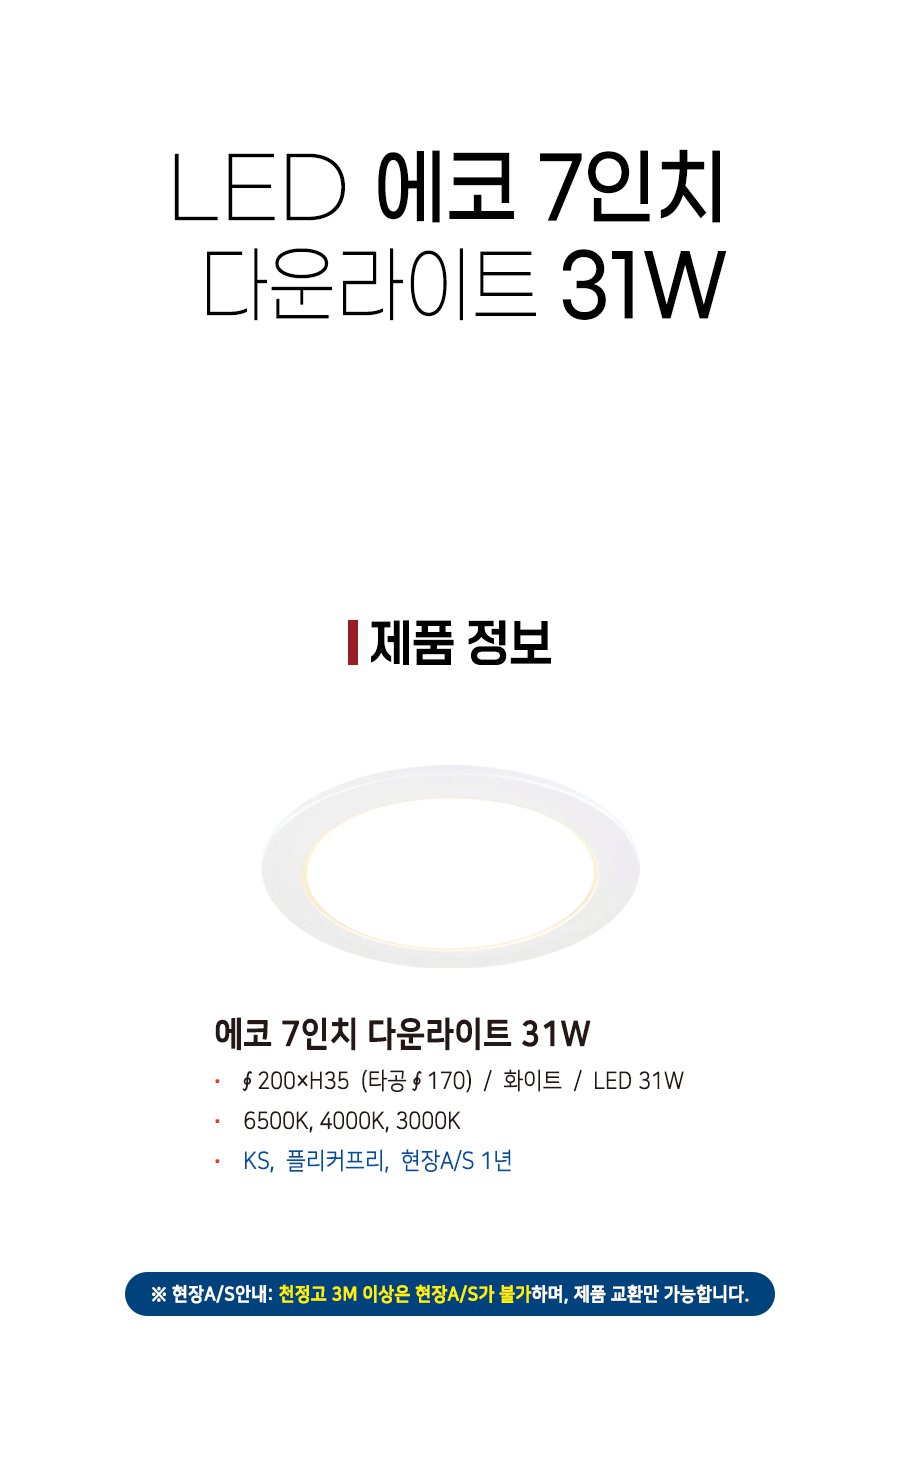 LED 에코 7인치
다운라이트 31W
제품 정보
에코 7인치 다운라이트 31W
· ∮200×H35 (타공∮170) / 화이트 / LED 31W
· 6500K, 4000K, 3000K
· KS, 플리커프리, 현장A/S 1년
※ 현장A/S안내: 천정고 3M 이상은 현장A/S가 불가하며, 제품 교환만 가능합니다.